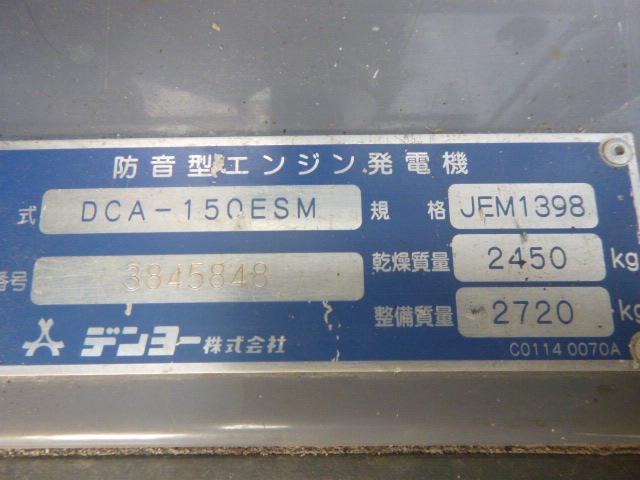 防音型エンジン発電機
式 DCA-150ESM 規格 JEM1398
番号 3845848 乾燥質量 2450 kg
整備質量 2720 kg
デンヨー株式会社
C0114 0070A